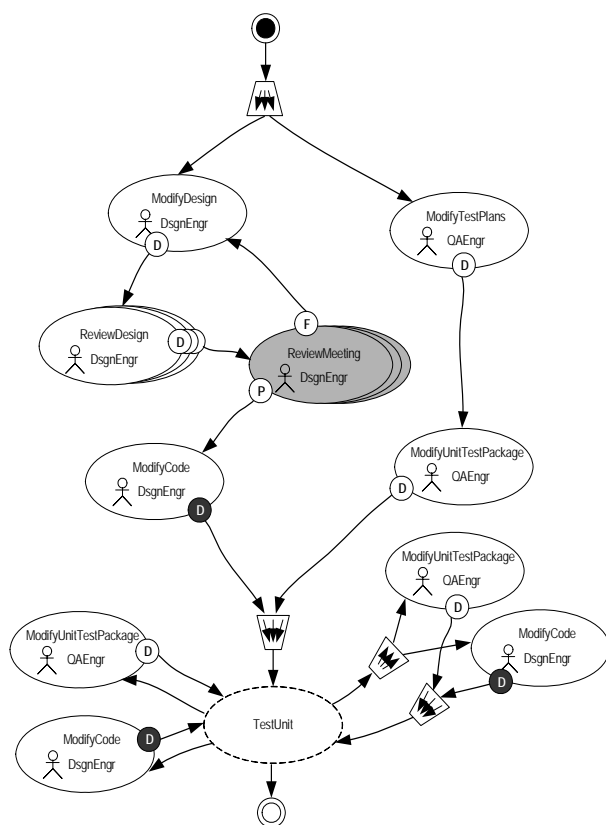 ModifyDesign
DsgnEngr
D
ModifyTestPlans
QAEngr
D
ReviewDesign
DsgnEngr
D
F
ReviewMeeting
DsgnEngr
P
ModifyCode
DsgnEngr
D
ModifyUnitTestPackage
QAEngr
D
ModifyUnitTestPackage
QAEngr
D
ModifyCode
DsgnEngr
D
ModifyUnitTestPackage
QAEngr
D
ModifyCode
DsgnEngr
D
TestUnit